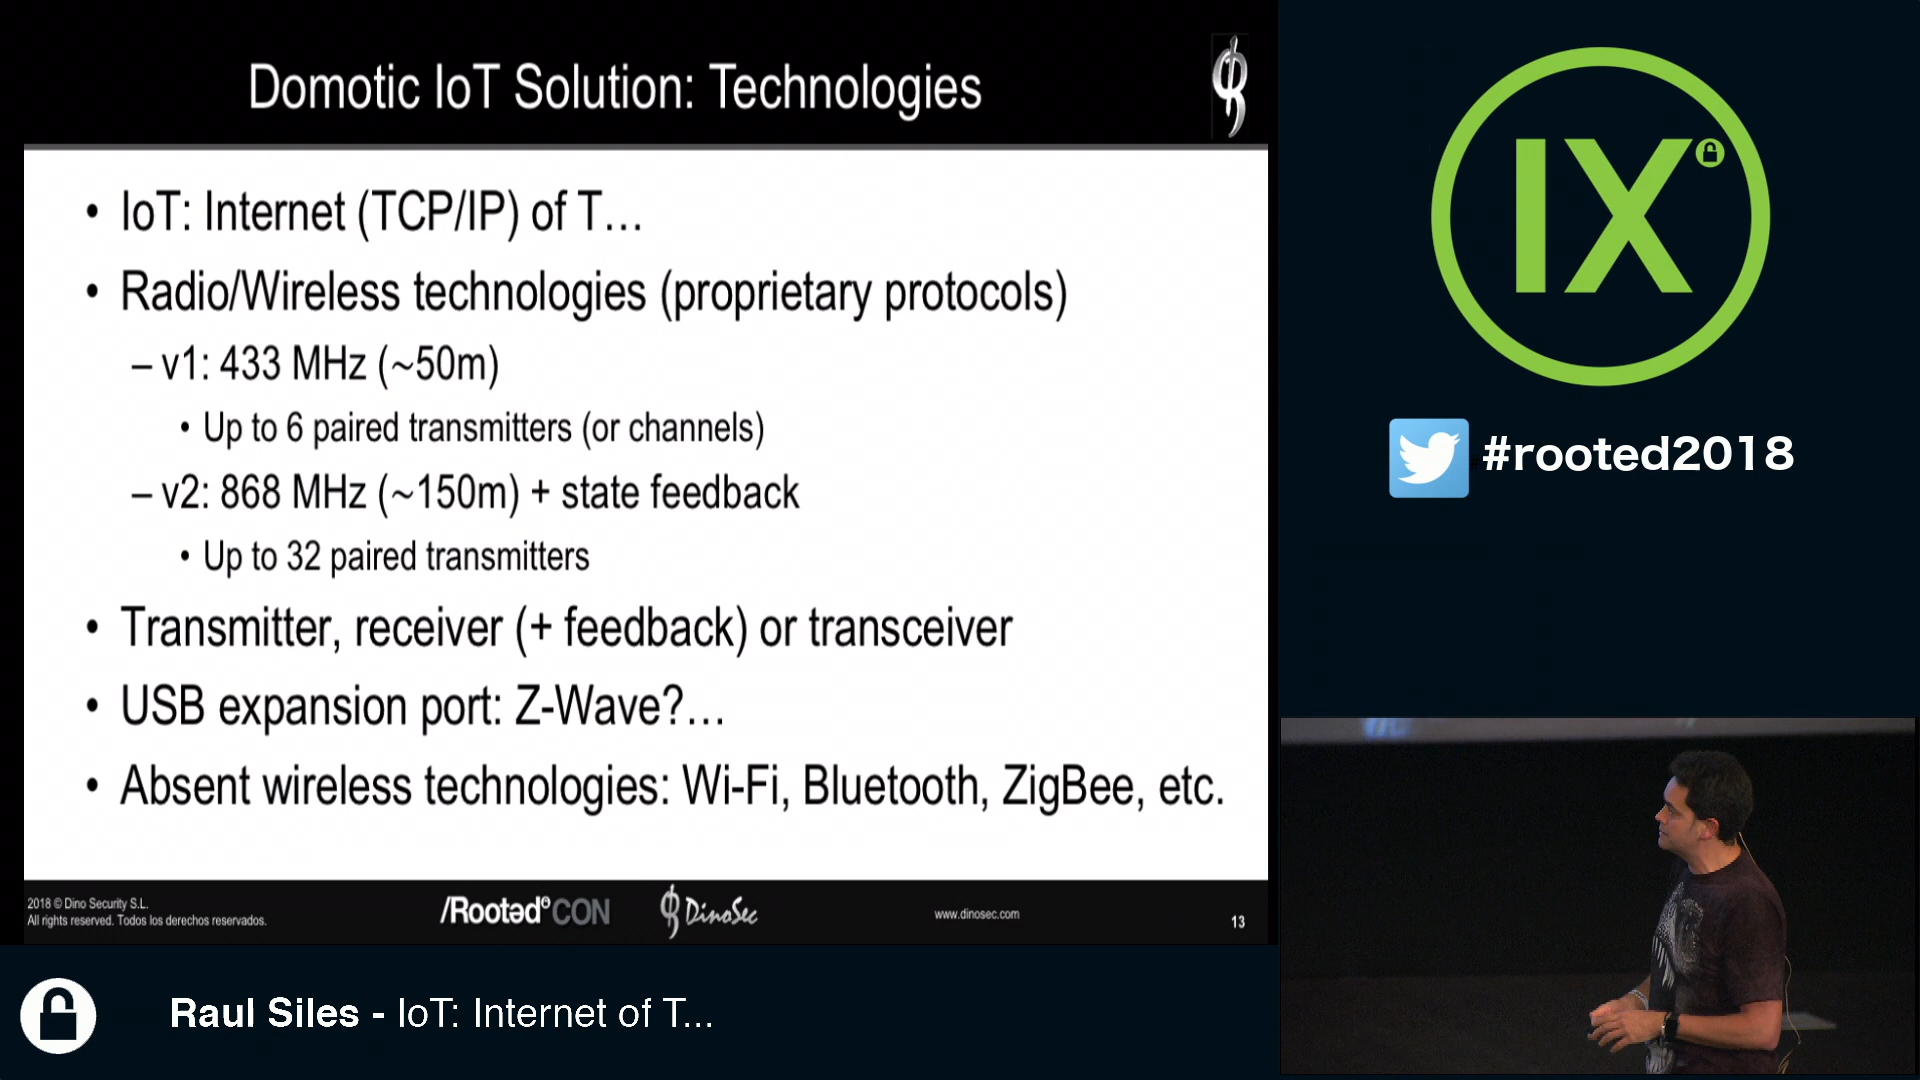 Domotic IoT Solution: Technologies
• IoT: Internet (TCP/IP) of T...
• Radio/Wireless technologies (proprietary protocols)
– v1: 433 MHz (~50m)
• Up to 6 paired transmitters (or channels)
– v2: 868 MHz (~150m) + state feedback
• Up to 32 paired transmitters
• Transmitter, receiver (+ feedback) or transceiver
• USB expansion port: Z-Wave?...
• Absent wireless technologies: Wi-Fi, Bluetooth, ZigBee, etc.
2018 © Dino Security S.L.
All rights reserved. Todos los derechos reservados.
/Rooted CON
DinoSec
www.dinosec.com
13
IX
#rooted2018
Raul Siles - IoT: Internet of T...